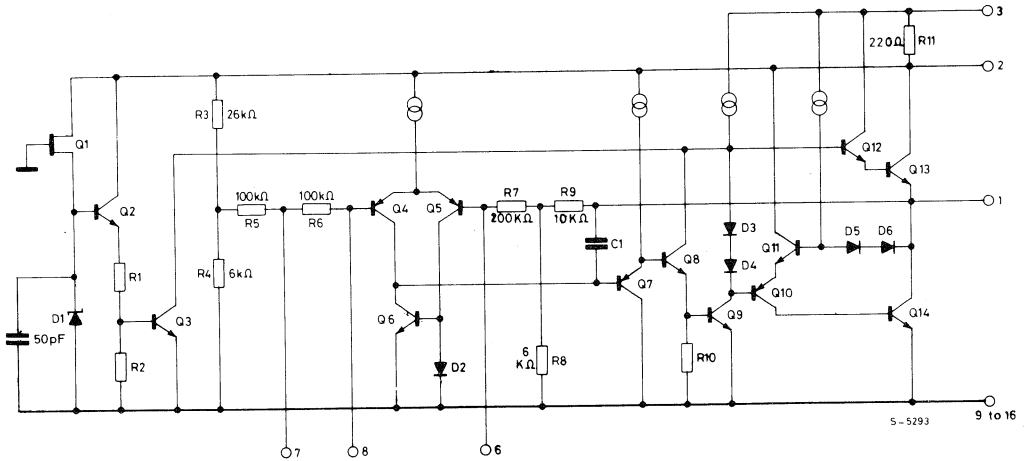 3
220Ω R11
2
R3 26kΩ
Q1
Q12
Q13
100kΩ 100kΩ
R7 R9
Q2
Q4 Q5
200KΩ 10KΩ
1
R5 R6
D3
D5 D6
C1
Q11
R1
R4 6kΩ
Q8
D4
Q7
Q10
D1
Q3
Q6
Q9
Q14
50pF
R2
D2
6
KΩ R8
R10
S-5293
9 to 16
7
8
6